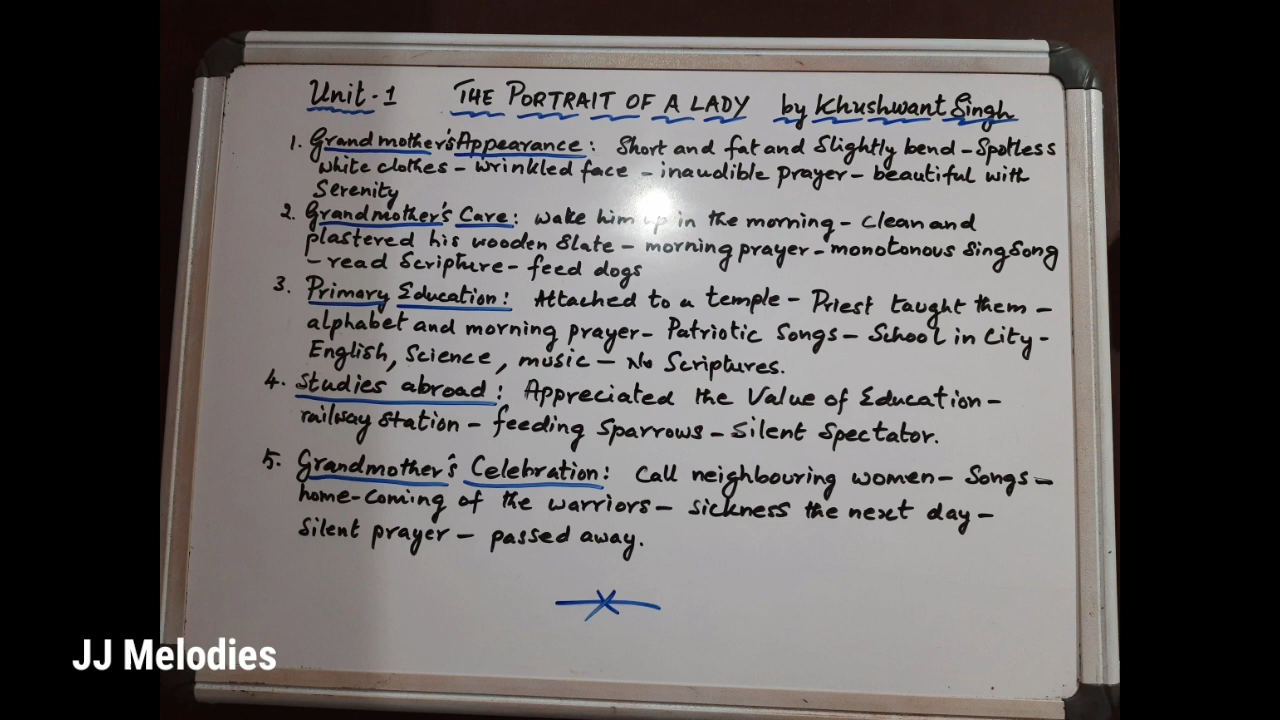 Unit-1 THE PORTRAIT OF A LADY by Khushwant Singh
1. Grandmother's Appearance: Short and fat and Slightly bend - Spotless
white clothes - wrinkled face - inaudible prayer - beautiful with
Serenity
2. Grandmother's Care: wake him up in the morning - Clean and
plastered his wooden Slate - morning prayer - monotonous SingSong
- read Scripture - feed dogs
3. Primary Education: Attached to a temple - Priest taught them -
alphabet and morning prayer - Patriotic Songs - School in City -
English, Science, music - No Scriptures.
4. Studies abroad: Appreciated the Value of Education -
railway Station - feeding Sparrows - Silent Spectator.
5. Grandmother's Celebration: Call neighbouring women - Songs -
home-coming of the warriors - Sickness the next day -
Silent prayer - passed away.
JJ Melodies